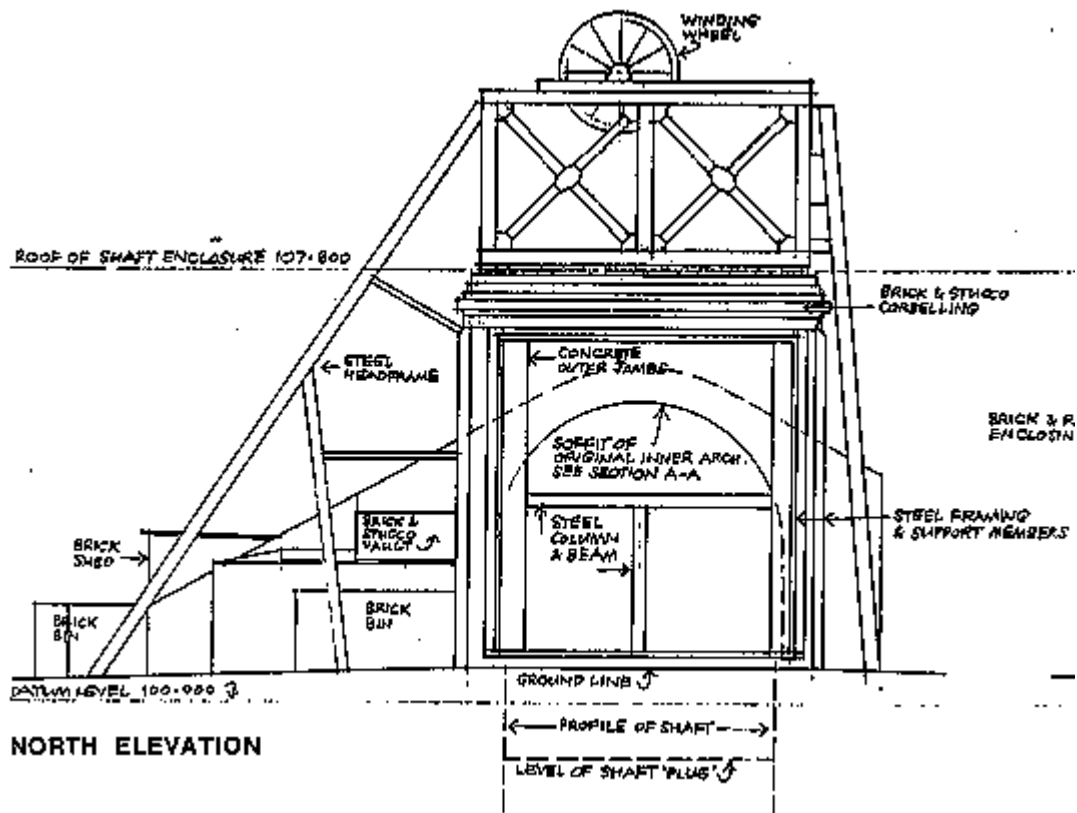 WINDING
WHEEL
ROOF OF SHAFT ENCLOSURE 107·800
BRICK & STUCCO
CORBELLING
STEEL
HEADFRAME
CONCRETE
OUTER JAMBS
BRICK &
ENCLOSIN
SOFFIT OF
ORIGINAL INNER ARCH.
SEE SECTION A-A
BRICK &
STUCCO
VAULT
STEEL
COLUMN
& BEAM
STEEL FRAMING
& SUPPORT MEMBERS
BRICK
SHED
BRICK
BIN
BRICK
BIN
GROUND LINE
DATUM LEVEL 100·000
PROFILE OF SHAFT
NORTH ELEVATION
LEVEL OF SHAFT 'PLUG'